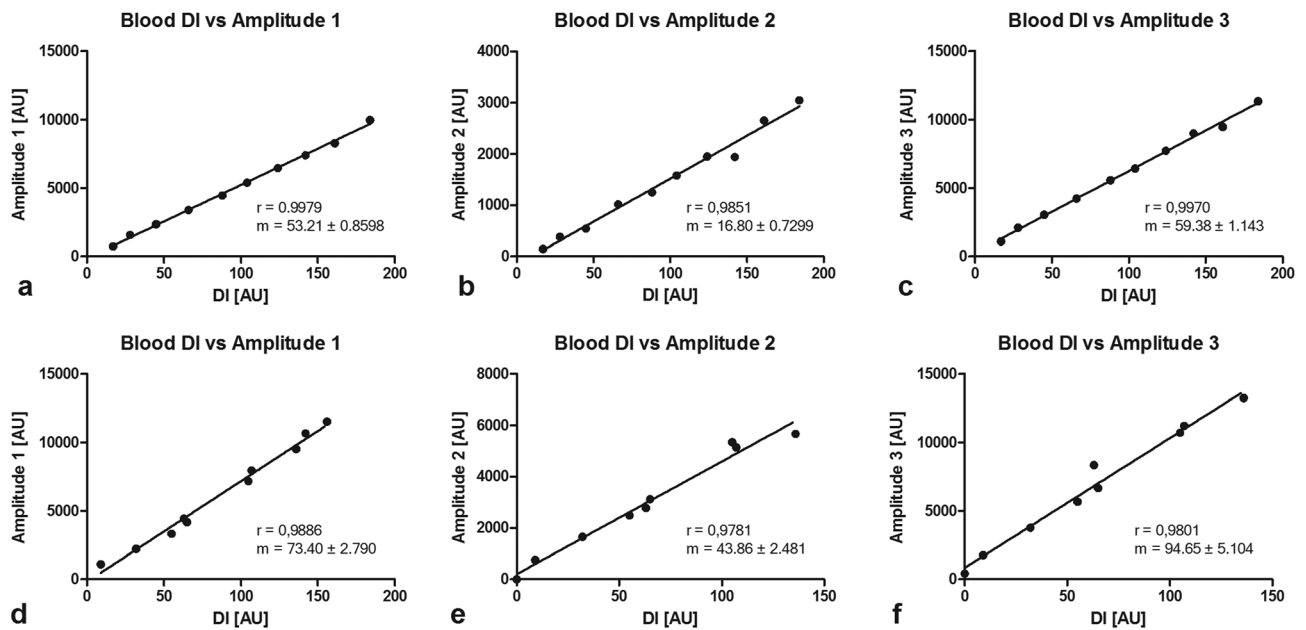 Blood DI vs Amplitude 1
15000
10000
5000
0
Amplitude 1 [AU]
r = 0.9979
m = 53.21 ± 0.8598
0 50 100 150 200
DI [AU]
a
Blood DI vs Amplitude 2
4000
3000
2000
1000
0
Amplitude 2 [AU]
r = 0,9851
m = 16.80 ± 0.7299
0 50 100 150 200
DI [AU]
b
Blood DI vs Amplitude 3
15000
10000
5000
0
Amplitude 3 [AU]
r = 0,9970
m = 59.38 ± 1.143
0 50 100 150 200
DI [AU]
c
Blood DI vs Amplitude 1
15000
10000
5000
0
Amplitude 1 [AU]
r = 0,9886
m = 73.40 ± 2.790
0 50 100 150 200
DI [AU]
d
Blood DI vs Amplitude 2
8000
6000
4000
2000
0
Amplitude 2 [AU]
r = 0,9781
m = 43.86 ± 2.481
0 50 100 150
DI [AU]
e
Blood DI vs Amplitude 3
15000
10000
5000
0
Amplitude 3 [AU]
r = 0,9801
m = 94.65 ± 5.104
0 50 100 150
DI [AU]
f